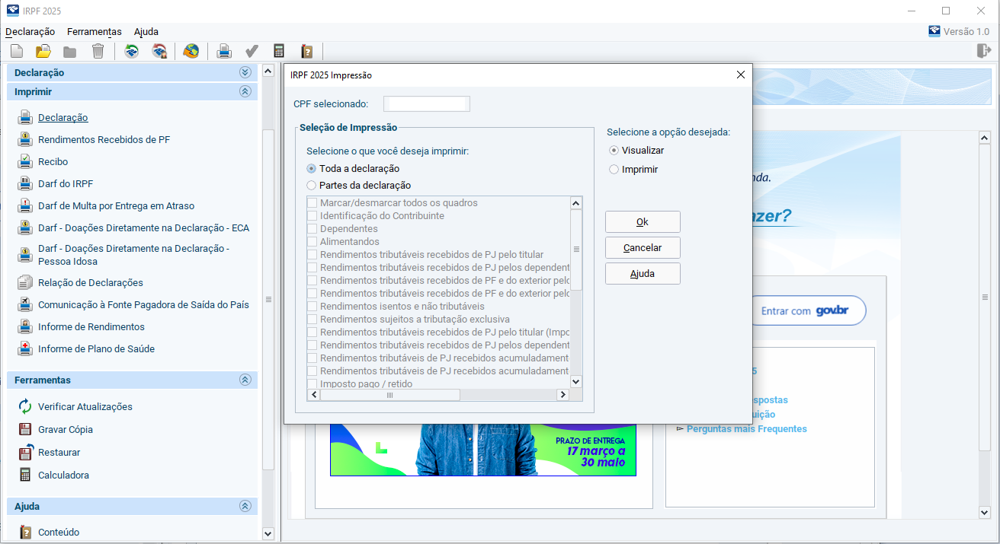 IRPF 2025
Declaração Ferramentas Ajuda
Versão 1.0
Declaração
Imprimir
Declaração
Rendimentos Recebidos de PF
Recibo
Darf do IRPF
Darf de Multa por Entrega em Atraso
Darf - Doações Diretamente na Declaração - ECA
Darf - Doações Diretamente na Declaração -
Pessoa Idosa
Relação de Declarações
Comunicação à Fonte Pagadora de Saída do País
Informe de Rendimentos
Informe de Plano de Saúde
Ferramentas
Verificar Atualizações
Gravar Cópia
Restaurar
Calculadora
Ajuda
Conteúdo
IRPF 2025 Impressão
CPF selecionado:
Seleção de Impressão
Selecione o que você deseja imprimir:
Toda a declaração
Partes da declaração
Marcar/desmarcar todos os quadros
Identificação do Contribuinte
Dependentes
Alimentandos
Rendimentos tributáveis recebidos de PJ pelo titular
Rendimentos tributáveis recebidos de PJ pelos dependent
Rendimentos tributáveis recebidos de PF e do exterior pelo
Rendimentos tributáveis recebidos de PF e do exterior pelo
Rendimentos isentos e não tributáveis
Rendimentos sujeitos a tributação exclusiva
Rendimentos tributáveis recebidos de PJ pelo titular (Impo
Rendimentos tributáveis recebidos de PJ pelos dependent
Rendimentos tributáveis de PJ recebidos acumuladament
Rendimentos tributáveis de PJ recebidos acumuladament
Imposto pago / retido
Selecione a opção desejada:
Visualizar
Imprimir
Ok
Cancelar
Ajuda
nda.
azer?
Entrar com gov.br
5
spostas
uição
Perguntas mais Frequentes
PRAZO DE ENTREGA
17 março a
30 maio